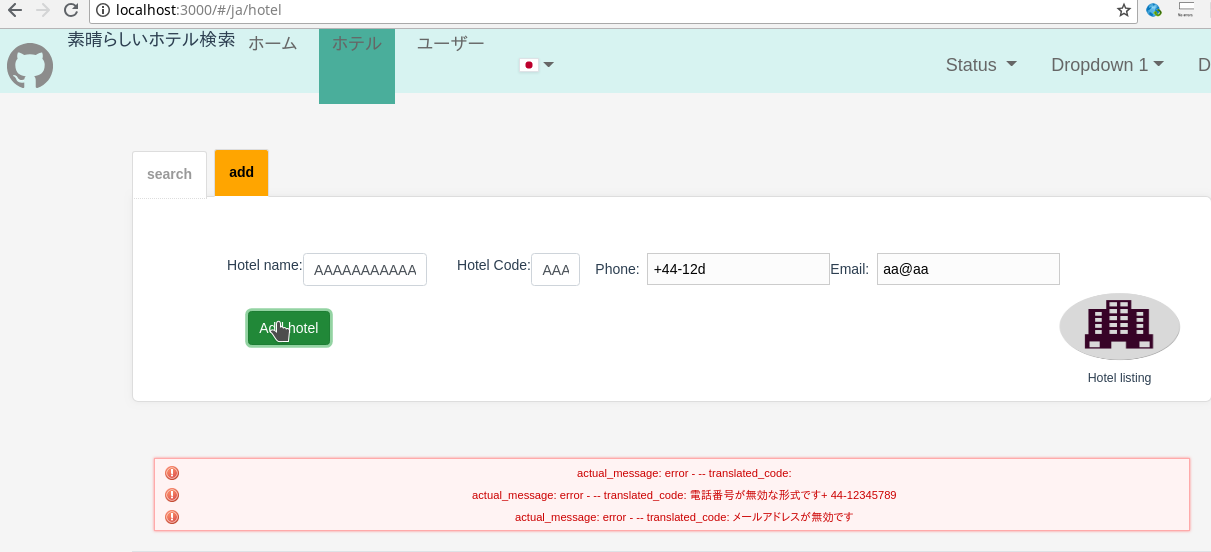 localhost:3000/#/ja/hotel
素晴らしいホテル検索 ホーム ホテル ユーザー
Status Dropdown 1 D
search add
Hotel name: AAAAAAAAAAA Hotel Code: AAA Phone: +44-12d Email: aa@aa
Add hotel
Hotel listing
actual_message: error - -- translated_code:
actual_message: error - -- translated_code: 電話番号が無効な形式です+ 44-12345789
actual_message: error - -- translated_code: メールアドレスが無効です